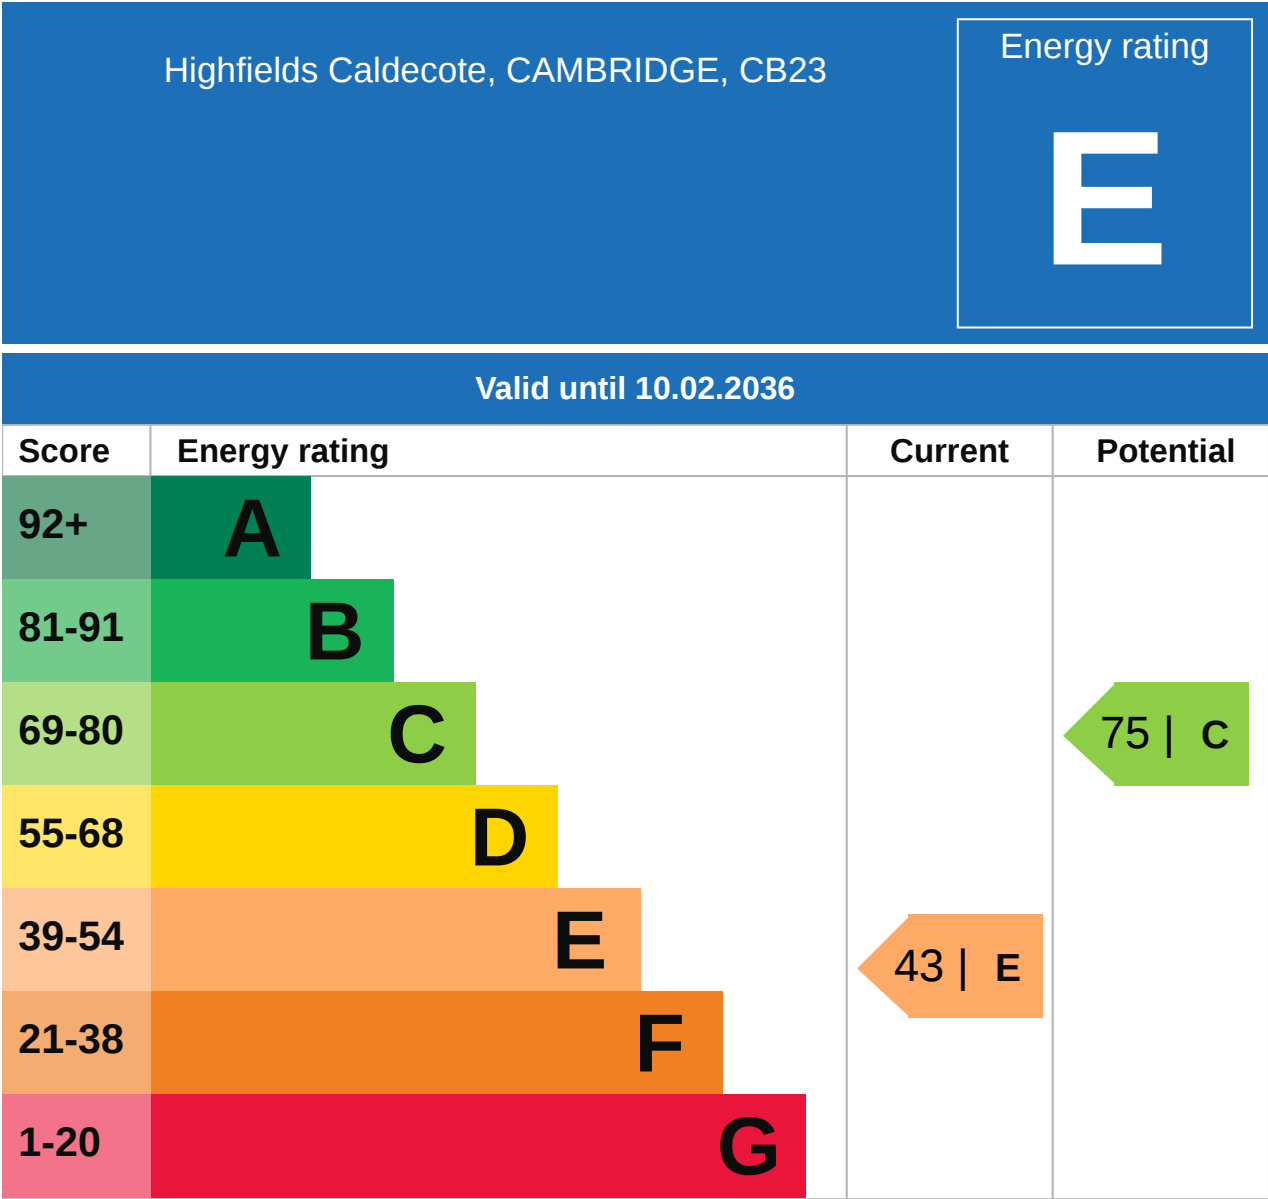 Highfields Caldecote, CAMBRIDGE, CB23
Energy rating
E
Valid until 10.02.2036
Score Energy rating Current Potential
92+ A
81-91 B
69-80 C 75 | C
55-68 D
39-54 E 43 | E
21-38 F
1-20 G